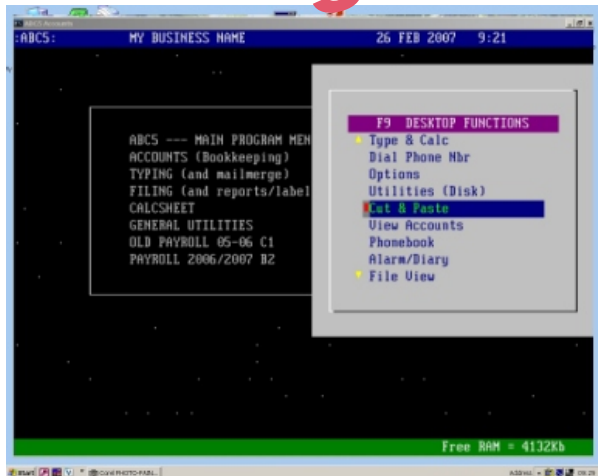 ABC5 Accounts
:ABC5: MY BUSINESS NAME 26 FEB 2007 9:21
ABC5 --- MAIN PROGRAM MEN
ACCOUNTS (Bookkeeping)
TYPING (and mailmerge)
FILING (and reports/label
CALCSHEET
GENERAL UTILITIES
OLD PAYROLL 05-06 C1
PAYROLL 2006/2007 B2
F9 DESKTOP FUNCTIONS
Type & Calc
Dial Phone Nbr
Options
Utilities (Disk)
Cut & Paste
View Accounts
Phonebook
Alarm/Diary
File View
Free RAM = 4132Kb
Start